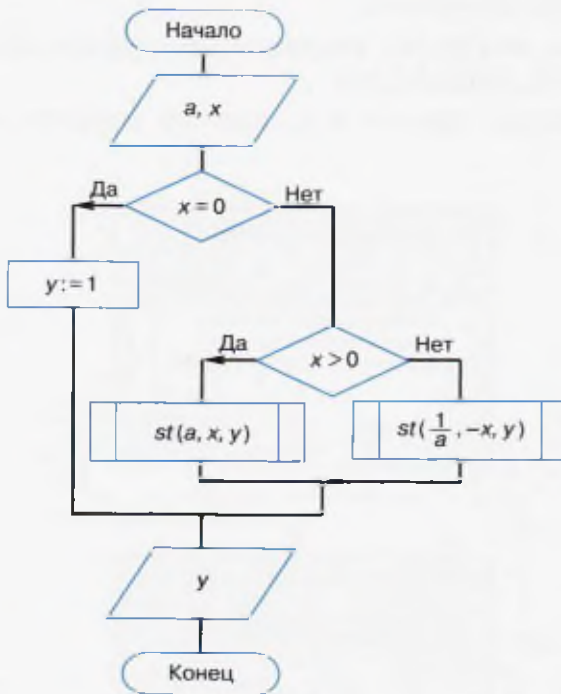 Начало
a, x
Да
x = 0
Нет
y := 1
Да
x > 0
Нет
st(a, x, y)
st(1/a, -x, y)
y
Конец